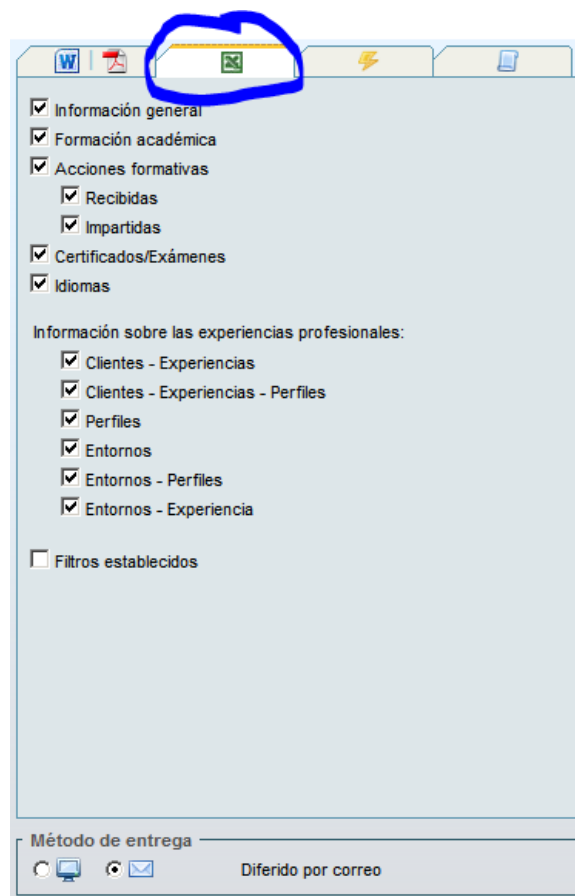 Información general
Formación académica
Acciones formativas
Recibidas
Impartidas
Certificados/Exámenes
Idiomas
Información sobre las experiencias profesionales:
Clientes - Experiencias
Clientes - Experiencias - Perfiles
Perfiles
Entornos
Entornos - Perfiles
Entornos - Experiencia
Filtros establecidos
Método de entrega
Diferido por correo